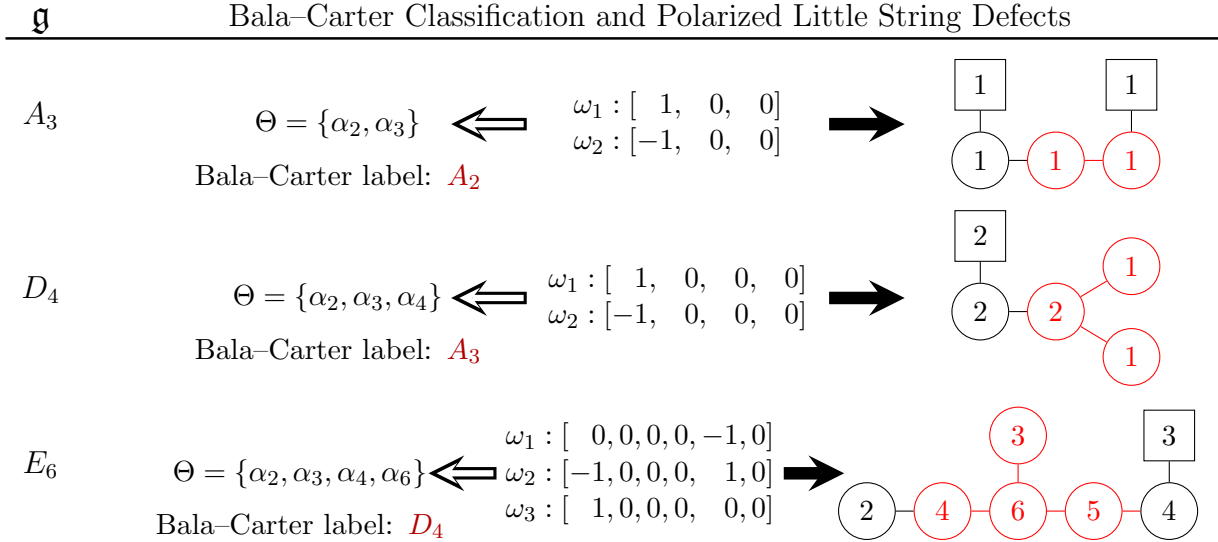 𝔤 Bala–Carter Classification and Polarized Little String Defects
1 1
A₃ Θ = {α₂, α₃} ω₁ : [ 1, 0, 0]
ω₂ : [−1, 0, 0]
1 1 1
Bala–Carter label: A₂
2
1
D₄ Θ = {α₂, α₃, α₄} ω₁ : [ 1, 0, 0, 0]
ω₂ : [−1, 0, 0, 0]
2 2
Bala–Carter label: A₃
1
3 3
ω₁ : [ 0, 0, 0, 0, −1, 0]
E₆ Θ = {α₂, α₃, α₄, α₆} ω₂ : [−1, 0, 0, 0, 1, 0]
ω₃ : [ 1, 0, 0, 0, 0, 0]
2 4 6 5 4
Bala–Carter label: D₄